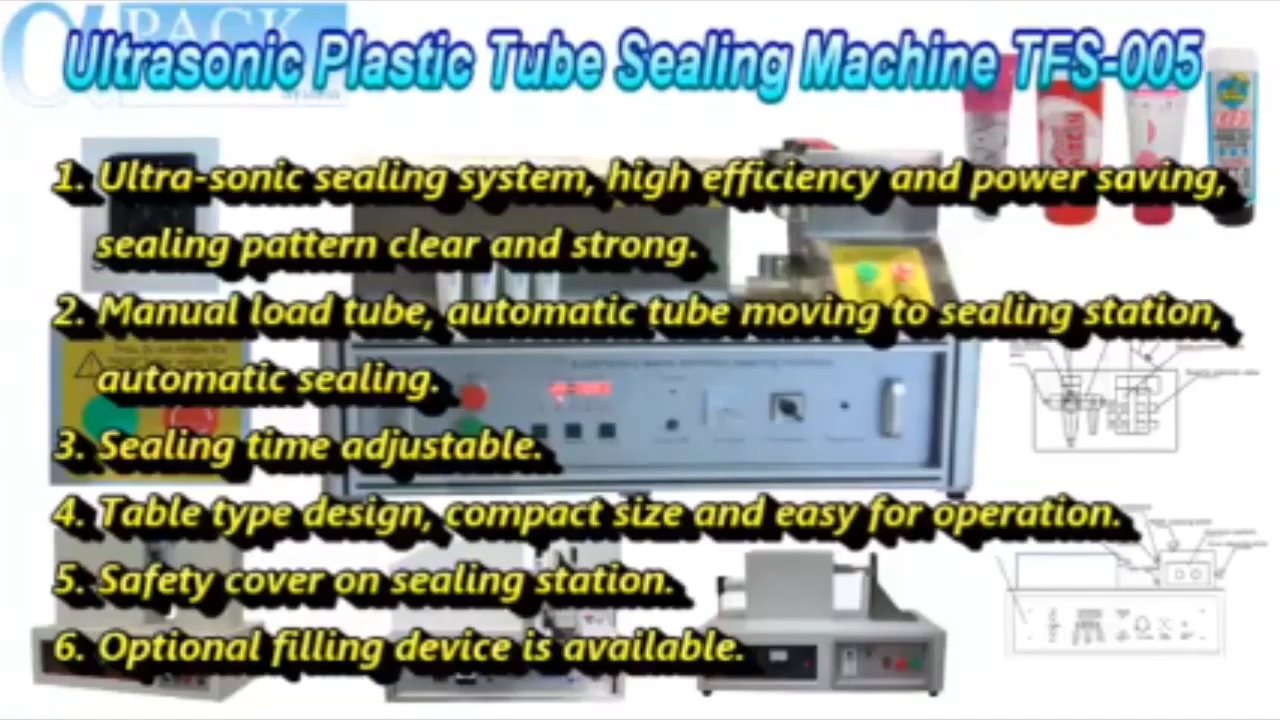 PACK
Ultrasonic Plastic Tube Sealing Machine TFS-005
System
1. Ultra-sonic sealing system, high efficiency and power saving,
sealing pattern clear and strong.
2. Manual load tube, automatic tube moving to sealing station,
automatic sealing.
3. Sealing time adjustable.
4. Table type design, compact size and easy for operation.
5. Safety cover on sealing station.
6. Optional filling device is available.